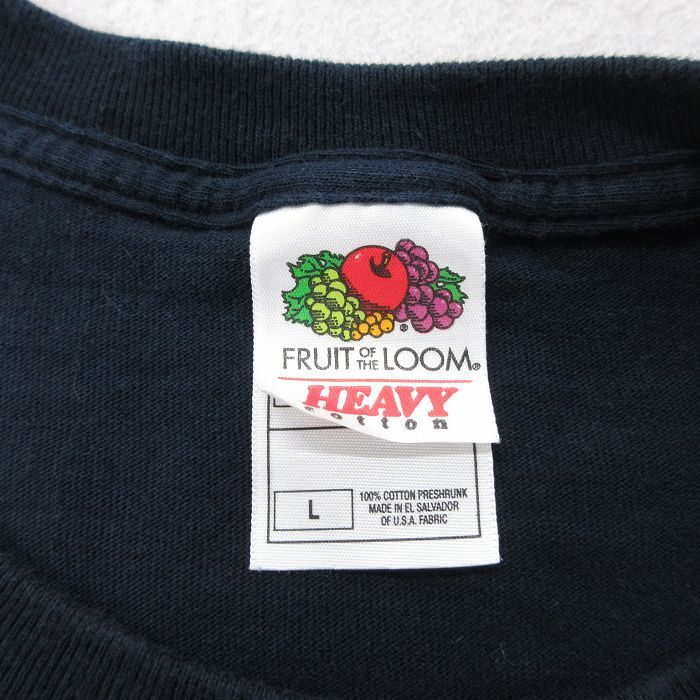 ®
FRUIT OF THE LOOM®
HEAVY
cotton
L
100% COTTON PRESHRUNK
MADE IN EL SALVADOR
OF U.S.A. FABRIC